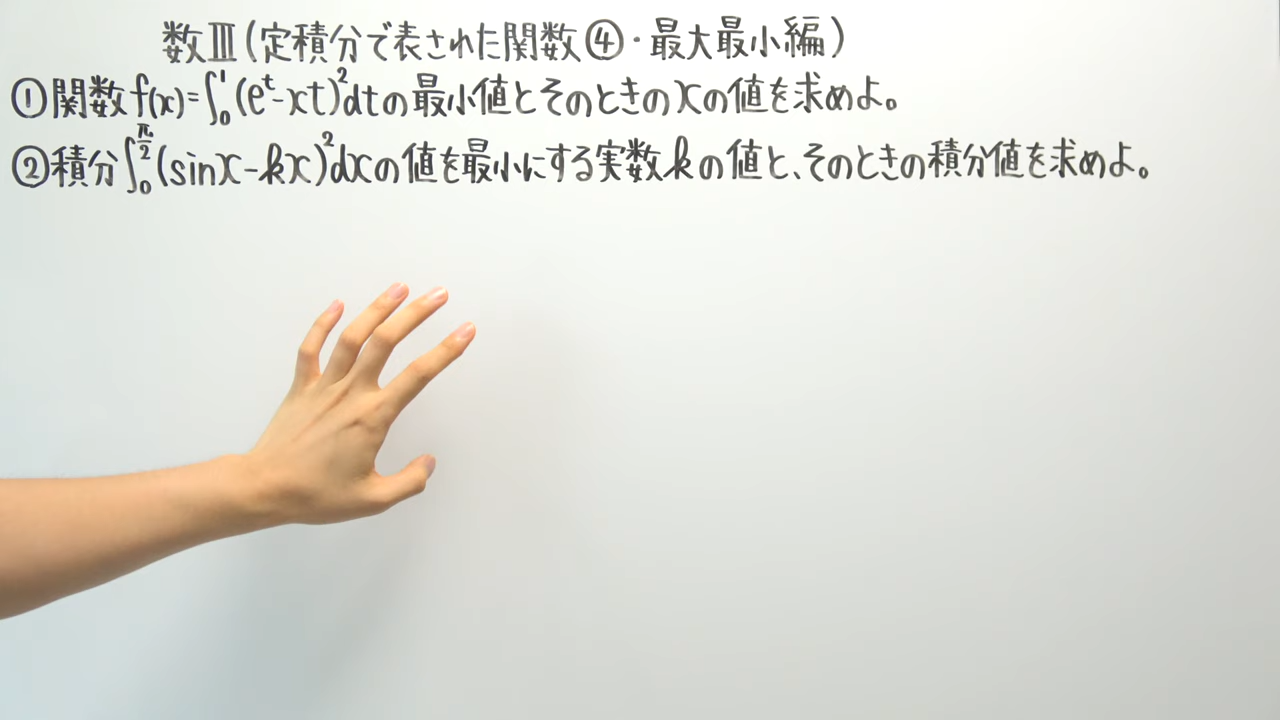 数Ⅲ(定積分で表された関数④・最大最小編)
①関数f(x)=∫₀¹(eᵗ-xt)²dtの最小値とそのときのxの値を求めよ。
②積分∫₀^{π/2}(sinx-kx)²dxの値を最小にする実数kの値と、そのときの積分値を求めよ。